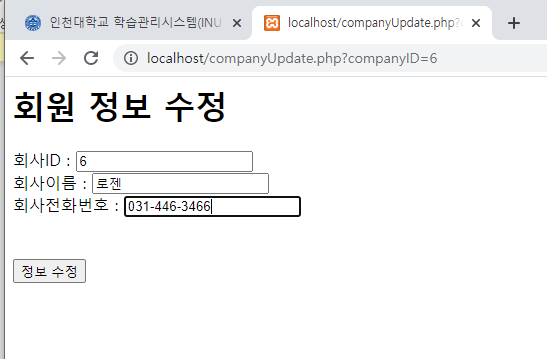 인천대학교 학습관리시스템(INU
localhost/companyUpdate.php?
localhost/companyUpdate.php?companyID=6
회원 정보 수정
회사ID : 6
회사이름 : 로젠
회사전화번호 : 031-446-3466
정보 수정